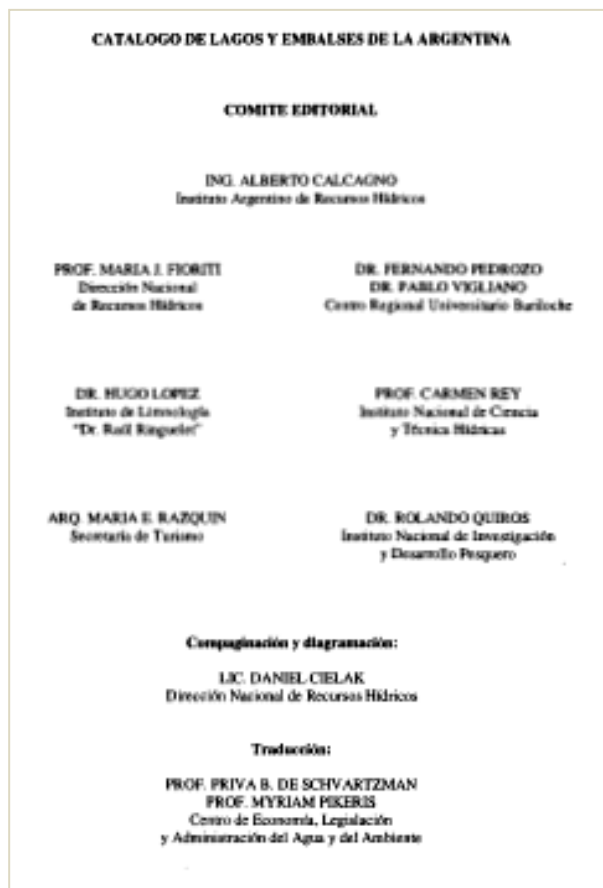 CATALOGO DE LAGOS Y EMBALSES DE LA ARGENTINA
COMITE EDITORIAL
ING. ALBERTO CALCAGNO
Instituto Argentino de Recursos Hídricos
PROF. MARIA J. FIORITI
Dirección Nacional
de Recursos Hídricos
DR. FERNANDO PEDROZO
DR. PABLO VIGLIANO
Centro Regional Universitario Bariloche
DR. HUGO LOPEZ
Instituto de Limnología
"Dr. Raúl Ringuelet"
PROF. CARMEN REY
Instituto Nacional de Ciencia
y Técnica Hídricas
ARQ. MARIA E. RAZQUIN
Secretaría de Turismo
DR. ROLANDO QUIROS
Instituto Nacional de Investigación
y Desarrollo Pesquero
Compaginación y diagramación:
LIC. DANIEL CIELAK
Dirección Nacional de Recursos Hídricos
Traducción:
PROF. PRIVA B. DE SCHVARTZMAN
PROF. MYRIAM PIKERIS
Centro de Economía, Legislación
y Administración del Agua y del Ambiente